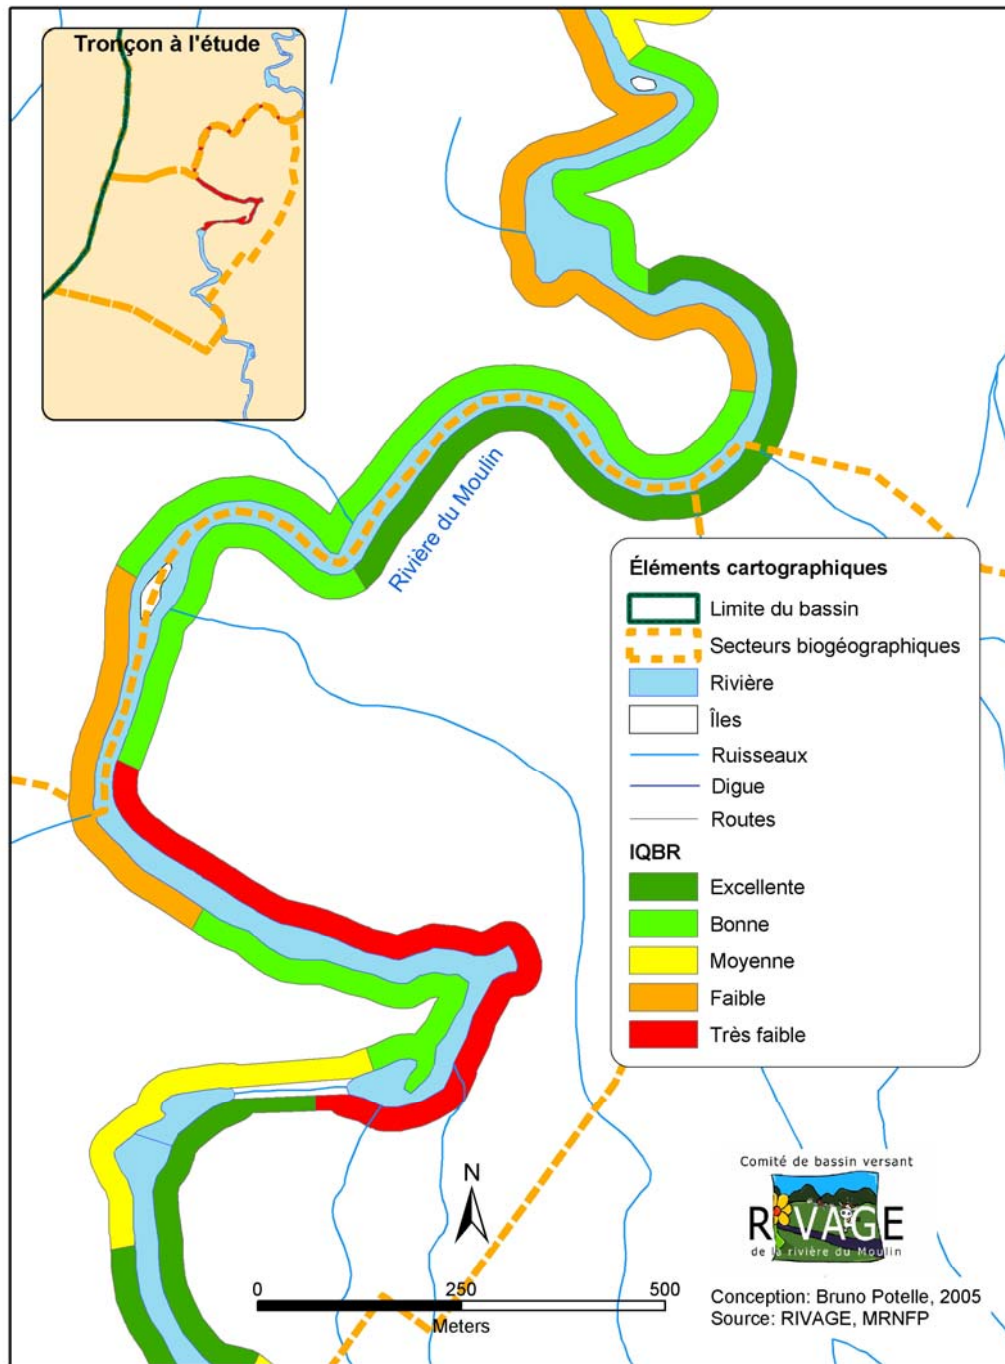 Tronçon à l'étude
Rivière du Moulin
Éléments cartographiques
Limite du bassin
Secteurs biogéographiques
Rivière
Îles
Ruisseaux
Digue
Routes
IQBR
Excellente
Bonne
Moyenne
Faible
Très faible
N
0 250 500
Meters
Comité de bassin versant
RIVAGE
de la rivière du Moulin
Conception: Bruno Potelle, 2005
Source: RIVAGE, MRNFP